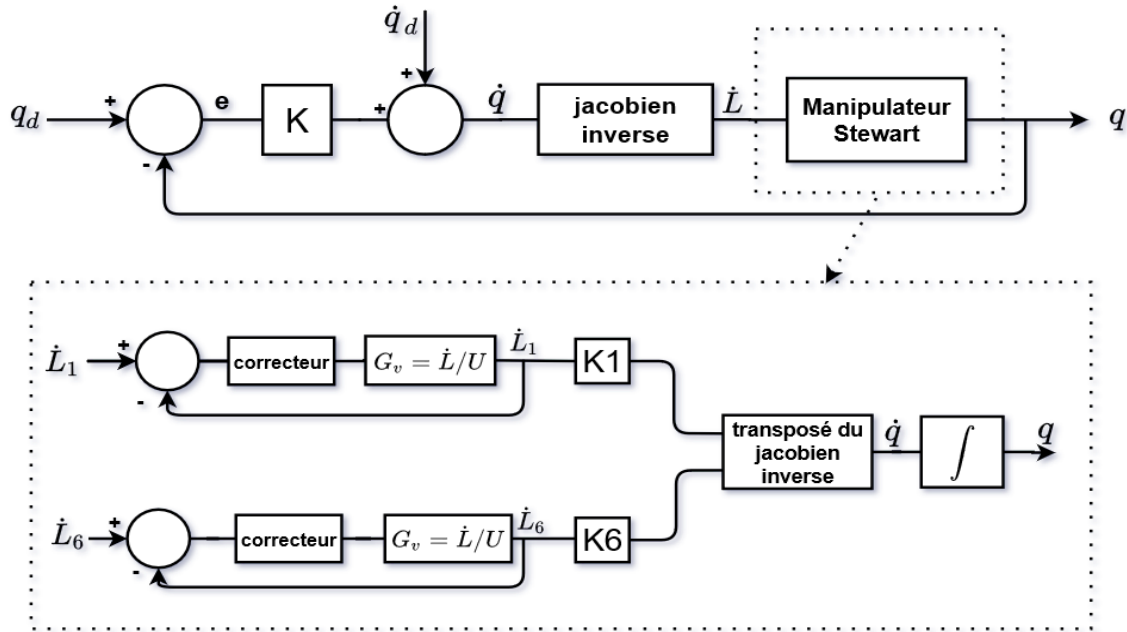 q̇_d
+
q_d
+
e
K
+
q̇
jacobien
inverse
L̇
Manipulateur
Stewart
q
-
L̇_1
+
correcteur
G_v = L̇/U
L̇_1
K1
-
transposé du
jacobien
inverse
q̇
∫
q
L̇_6
+
correcteur
G_v = L̇/U
L̇_6
K6
-